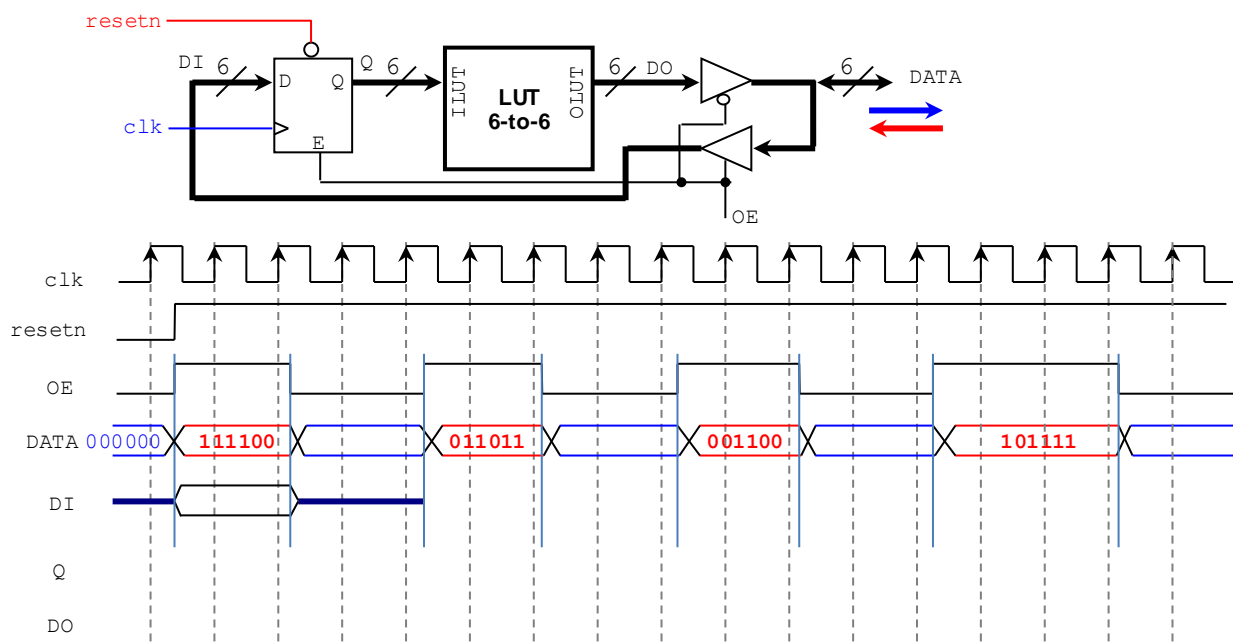 resetn
DI 6 Q 6 6 DO 6 DATA
D Q ILUT LUT OLUT
6-to-6
clk
E
OE
clk
resetn
OE
DATA 000000 111100 011011 001100 101111
DI
Q
DO